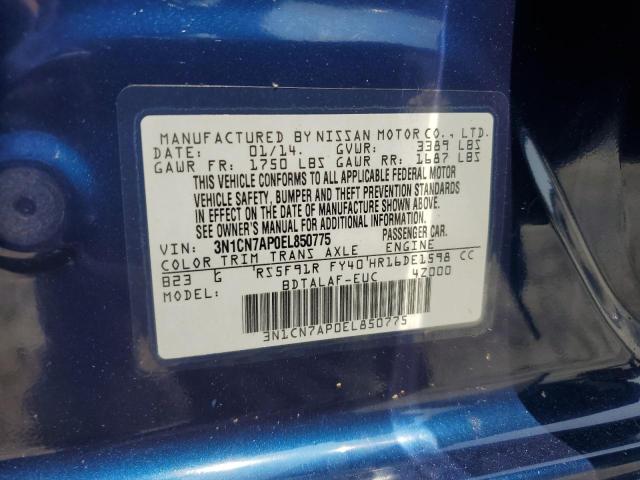 MANUFACTURED BY NISSAN MOTOR CO., LTD.
DATE: 01/14. GVWR: 3389 LBS
GAWR FR: 1750 LBS GAWR RR: 1687 LBS
THIS VEHICLE CONFORMS TO ALL APPLICABLE FEDERAL MOTOR
VEHICLE SAFETY, BUMPER AND THEFT PREVENTION STANDARDS
IN EFFECT ON THE DATE OF MANUFACTURE SHOWN ABOVE.
SEE OWNER'S MANUAL FOR ADDITIONAL INFORMATION
VIN: 3N1CN7AP0EL850775 PASSENGER CAR.
COLOR TRIM TRANS AXLE ENGINE
B23 G RS5F91R FY40 HR16DE1598 CC
MODEL: BDTALAF-EUC 4Z000
3N1CN7AP0EL850775